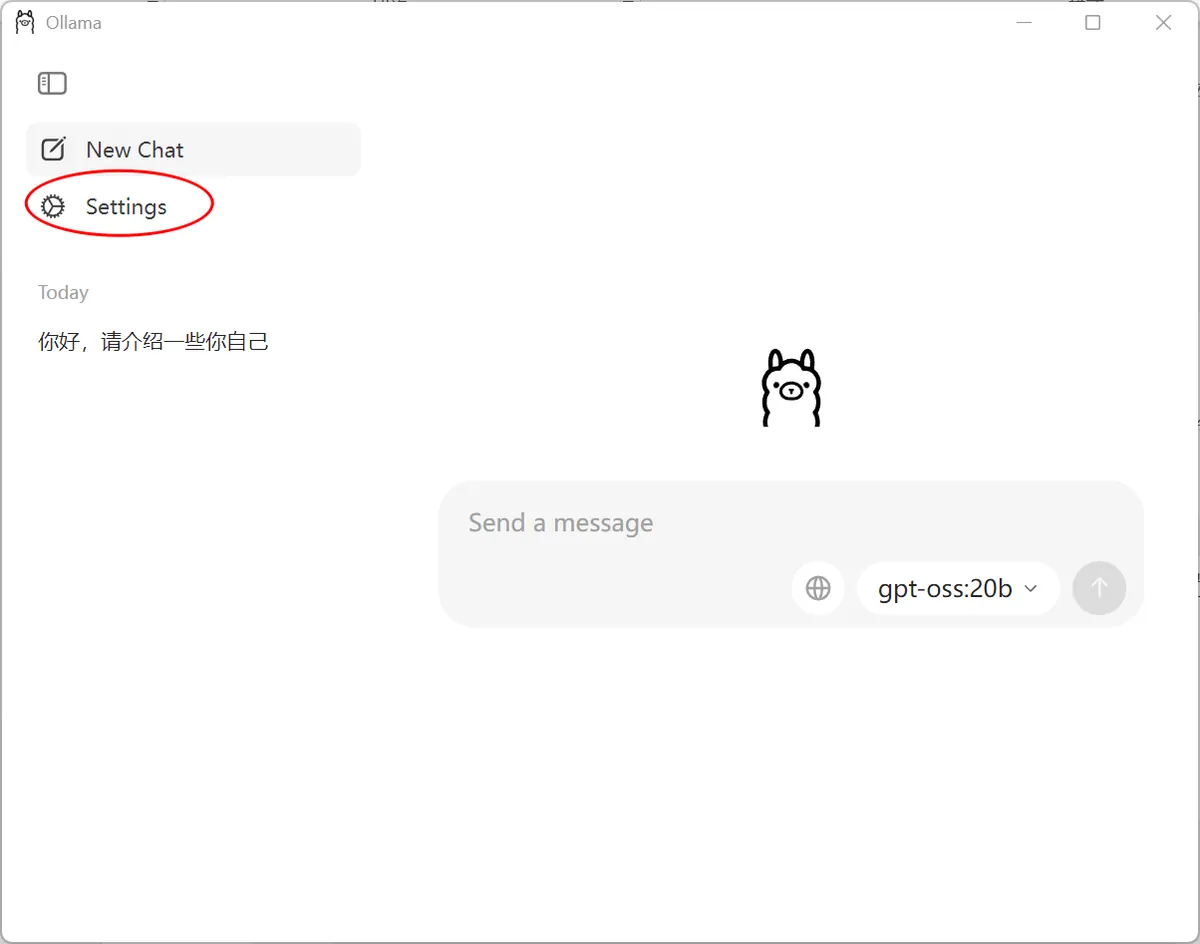 Ollama
New Chat
Settings
Today
你好，请介绍一些你自己
Send a message
gpt-oss:20b